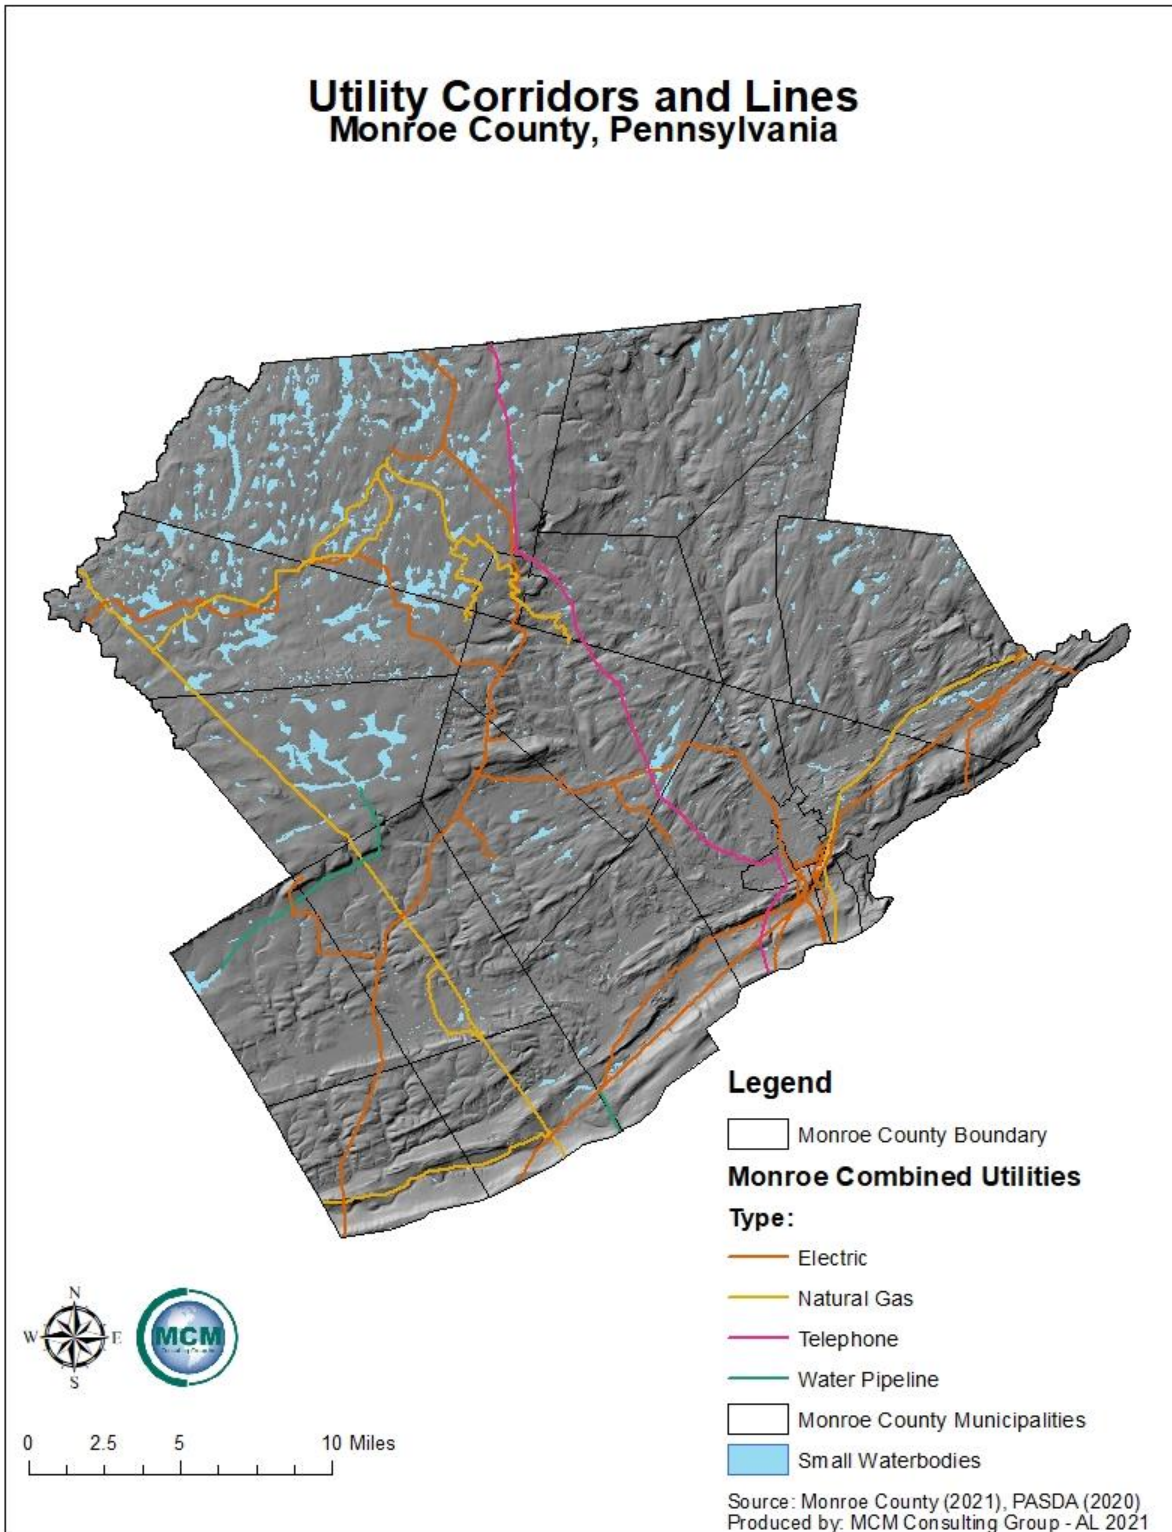 Utility Corridors and Lines
Monroe County, Pennsylvania
Legend
Monroe County Boundary
Monroe Combined Utilities
Type:
Electric
Natural Gas
Telephone
Water Pipeline
Monroe County Municipalities
Small Waterbodies
Source: Monroe County (2021), PASDA (2020)
Produced by: MCM Consulting Group - AL 2021
N
W E
S
MCM
0 2.5 5 10 Miles